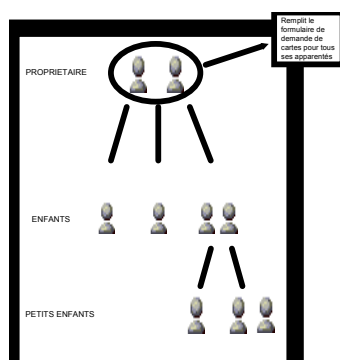 Remplit le
formulaire de
demande de
cartes pour tous
ses apparentés
PROPRIETAIRE
ENFANTS
PETITS ENFANTS